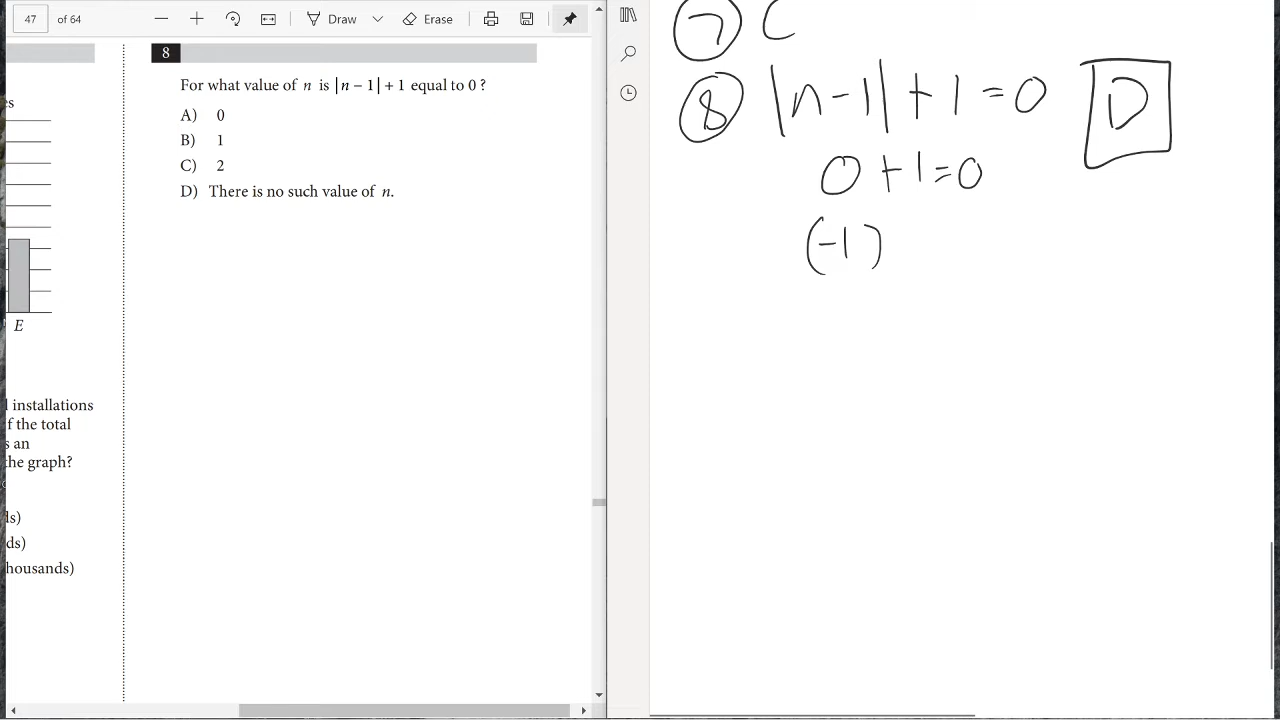 47 of 64 Draw Erase
8
For what value of n is |n − 1| + 1 equal to 0 ?
A) 0
B) 1
C) 2
D) There is no such value of n.
es
E
l installations
f the total
s an
the graph?
ds)
ds)
housands)
7 C
8 |n-1| + 1 = 0 D
0 + 1 = 0
(-1)